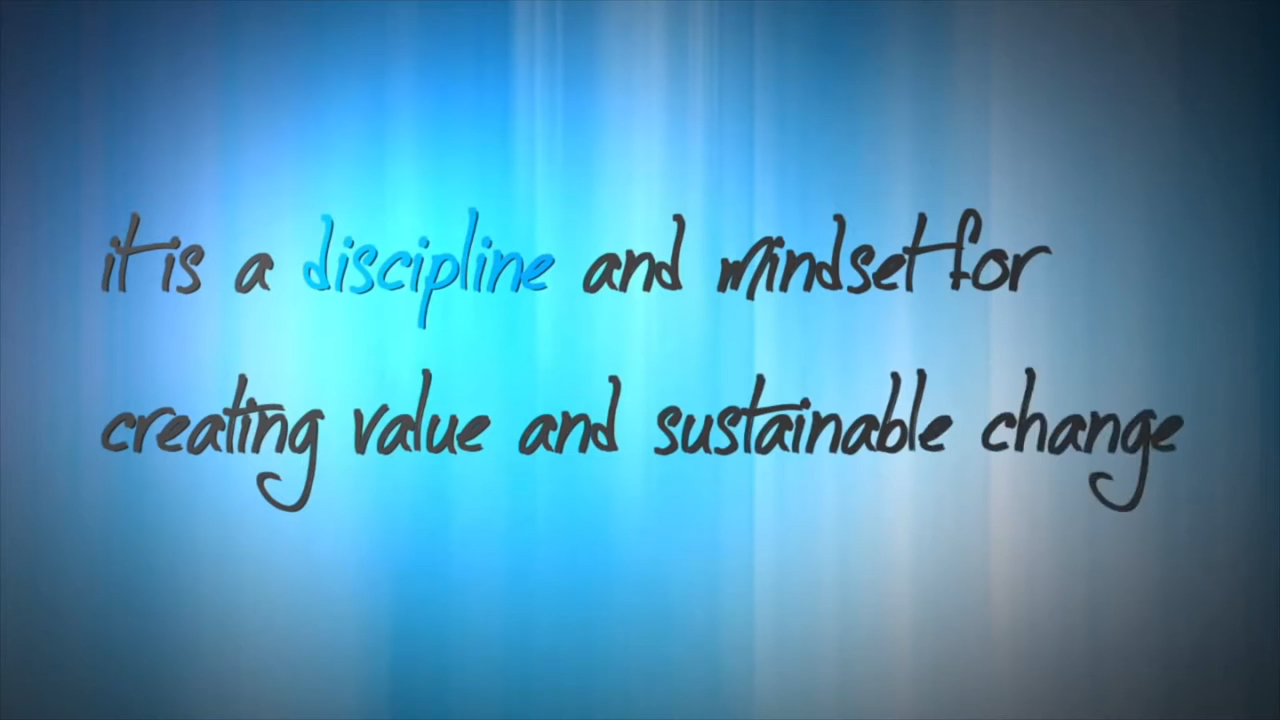 it is a discipline and mindset for
creating value and sustainable change